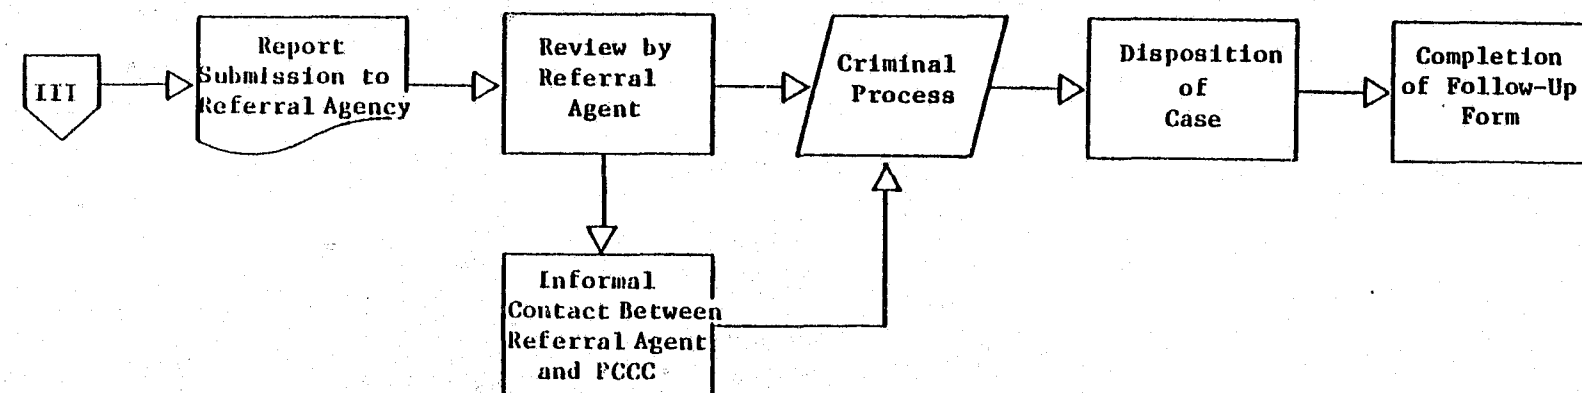 III
Report
Submission to
Referral Agency
Review by
Referral
Agent
Criminal
Process
Disposition
of
Case
Completion
of Follow-Up
Form
Informal
Contact Between
Referral Agent
and PCCC